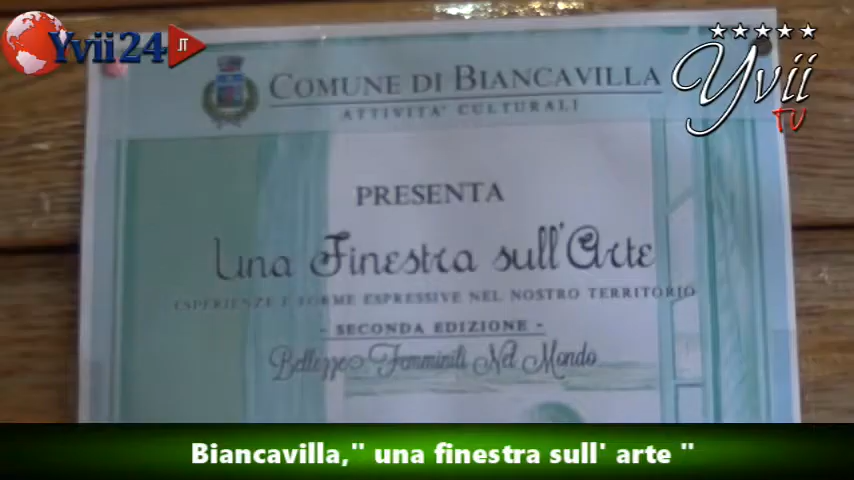 Yvii24 .IT
★★★★★
Yvii
TV
COMUNE DI BIANCAVILLA
ATTIVITA' CULTURALI
PRESENTA
Una Finestra sull'Arte
ESPERIENZE E FORME ESPRESSIVE NEL NOSTRO TERRITORIO
- SECONDA EDIZIONE -
Bellezze Femminili Nel Mondo
Biancavilla,'' una finestra sull' arte ''